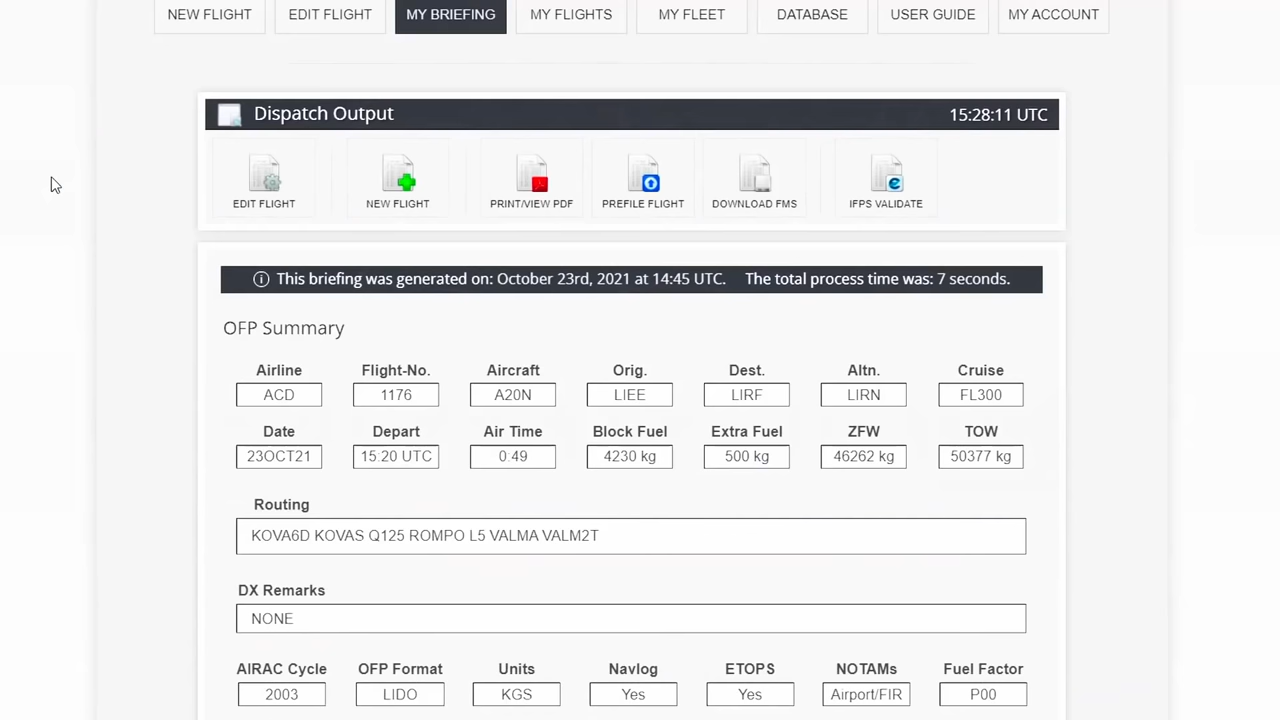 NEW FLIGHT EDIT FLIGHT MY BRIEFING MY FLIGHTS MY FLEET DATABASE USER GUIDE MY ACCOUNT
Dispatch Output 15:28:11 UTC
EDIT FLIGHT NEW FLIGHT PRINT/VIEW PDF PREFILE FLIGHT DOWNLOAD FMS IFPS VALIDATE
This briefing was generated on: October 23rd, 2021 at 14:45 UTC. The total process time was: 7 seconds.
OFP Summary
Airline Flight-No. Aircraft Orig. Dest. Altn. Cruise
ACD 1176 A20N LIEE LIRF LIRN FL300
Date Depart Air Time Block Fuel Extra Fuel ZFW TOW
23OCT21 15:20 UTC 0:49 4230 kg 500 kg 46262 kg 50377 kg
Routing
KOVA6D KOVAS Q125 ROMPO L5 VALMA VALM2T
DX Remarks
NONE
AIRAC Cycle OFP Format Units Navlog ETOPS NOTAMs Fuel Factor
2003 LIDO KGS Yes Yes Airport/FIR P00